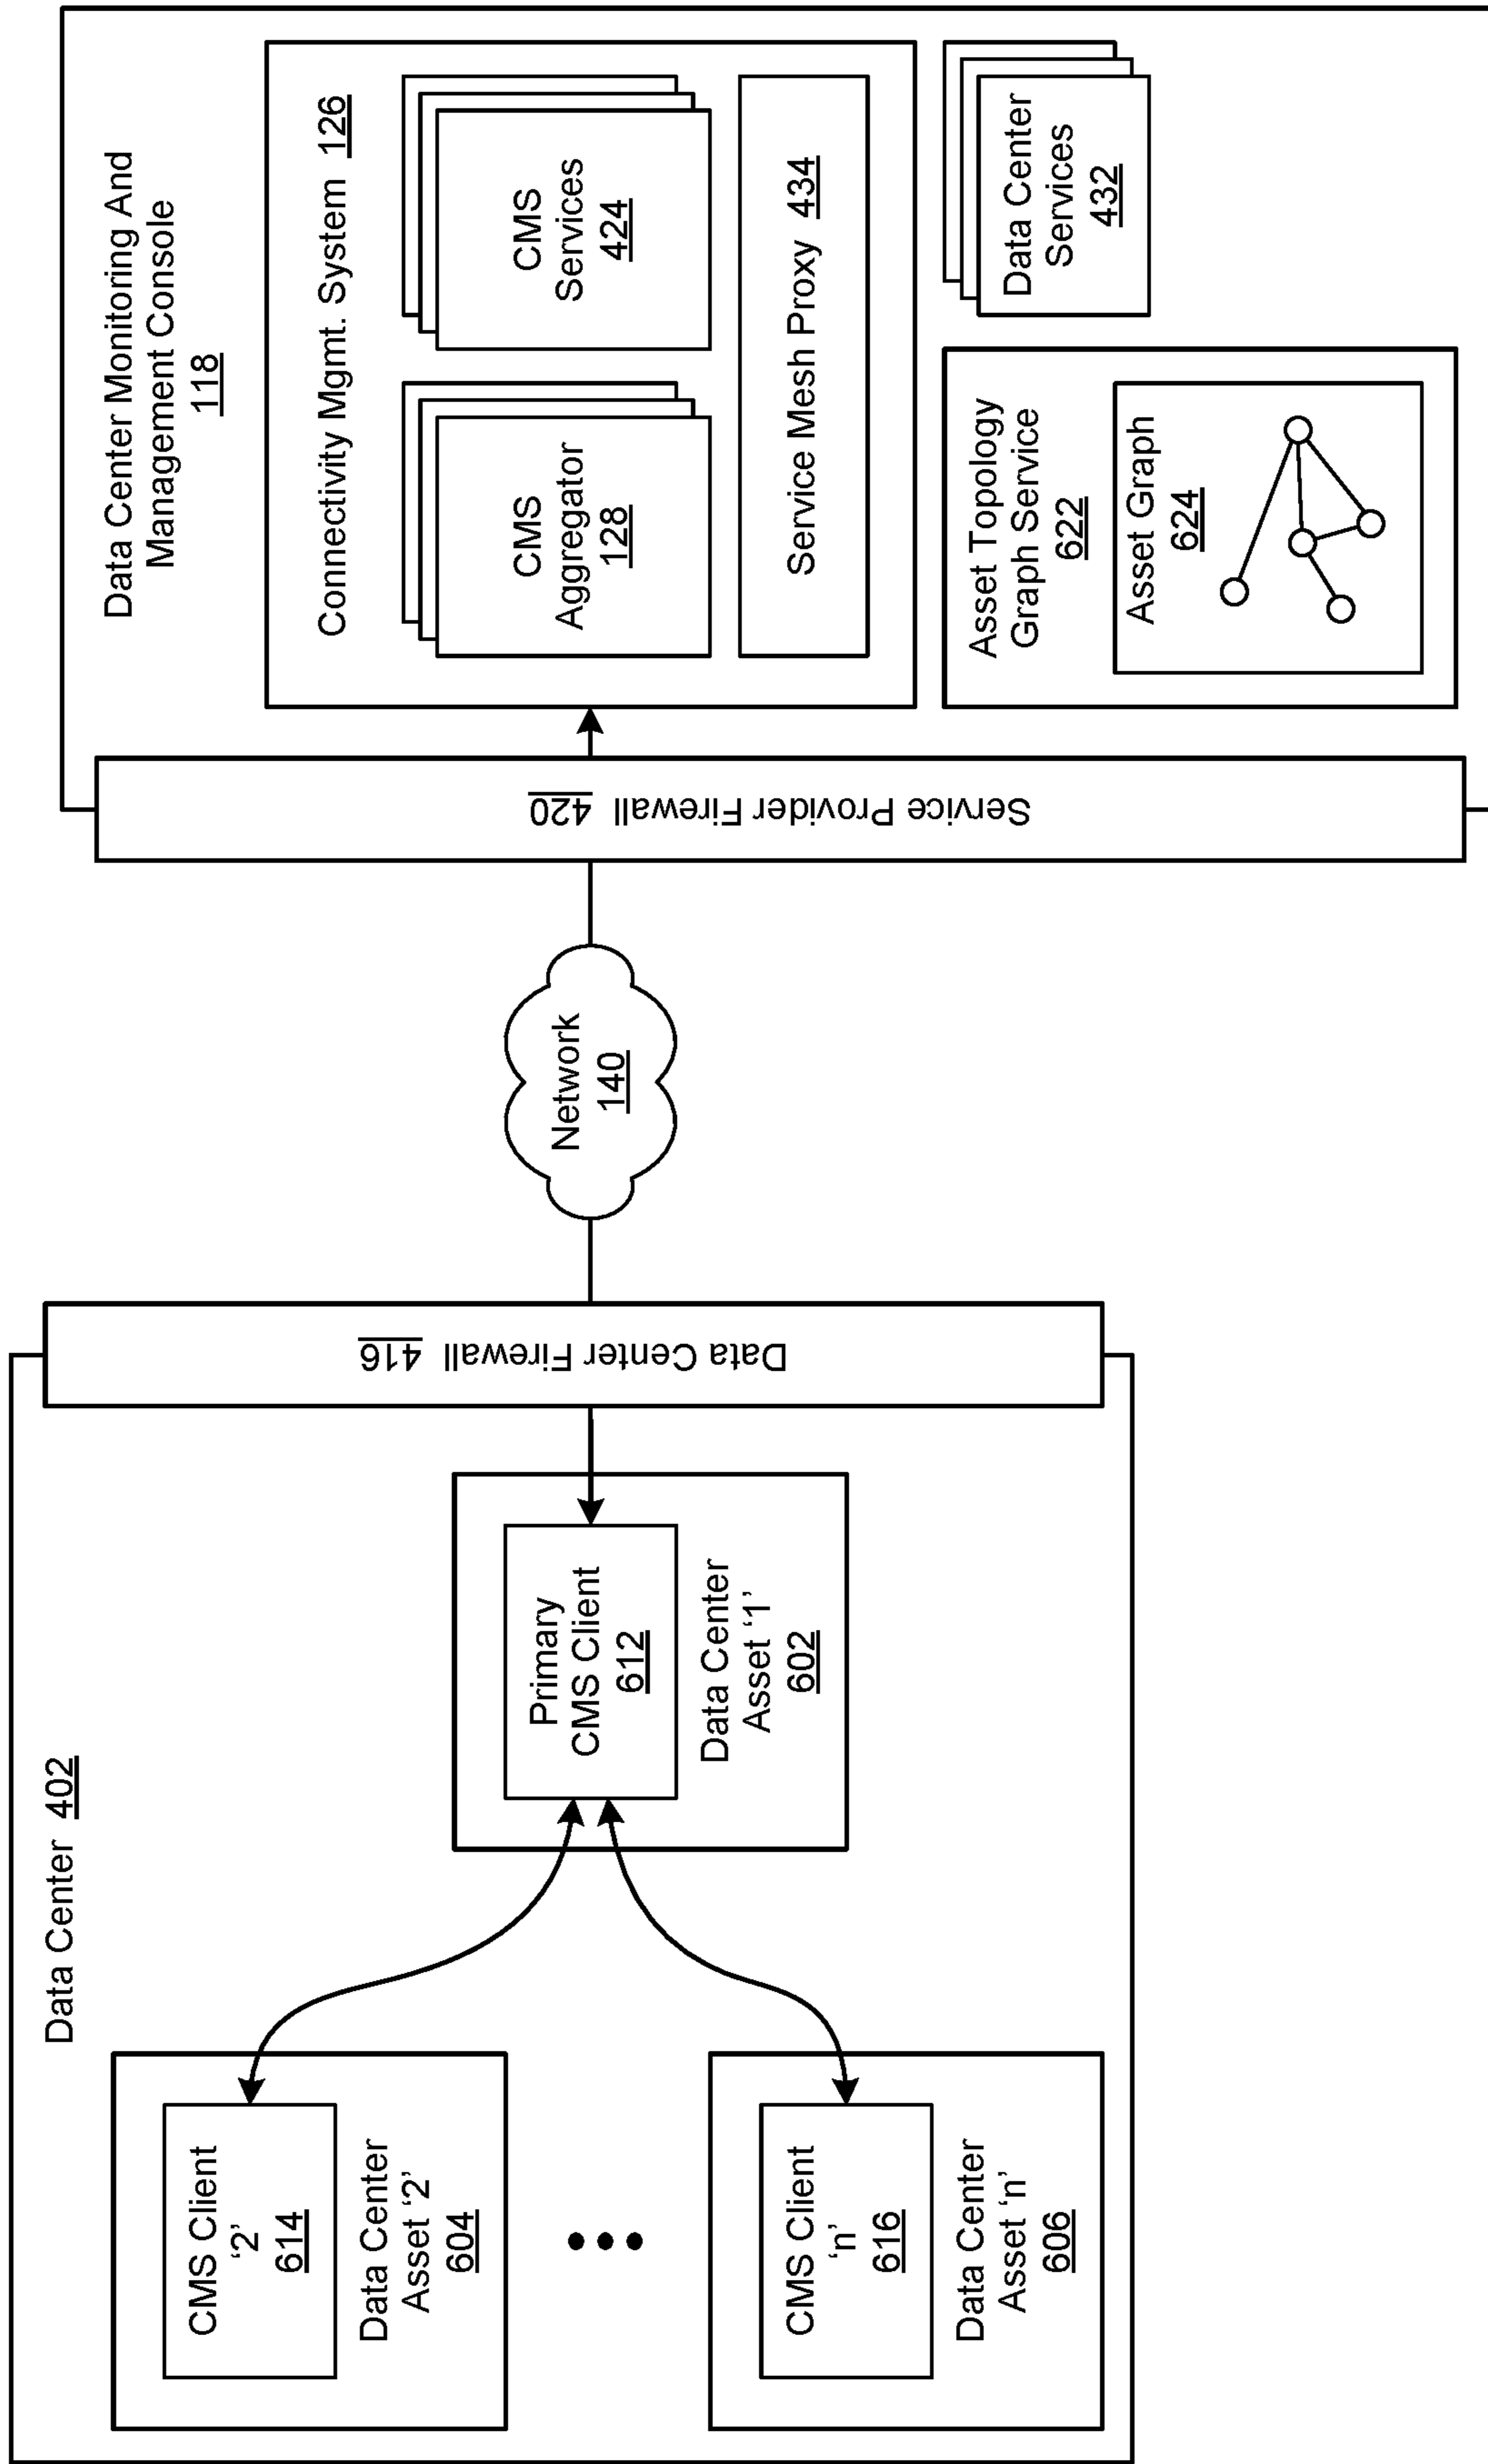 Data Center 402
CMS Client
‘2’
614
Data Center
Asset ‘2’
604
CMS Client
‘n’
616
Data Center
Asset ‘n’
606
Primary
CMS Client
612
Data Center
Asset ‘1’
602
Data Center Firewall 416
Network
140
Service Provider Firewall 420
Data Center Monitoring And
Management Console
118
Connectivity Mgmt. System 126
CMS
Aggregator
128
CMS
Services
424
Service Mesh Proxy 434
Asset Topology
Graph Service
622
Asset Graph
624
Data Center
Services
432